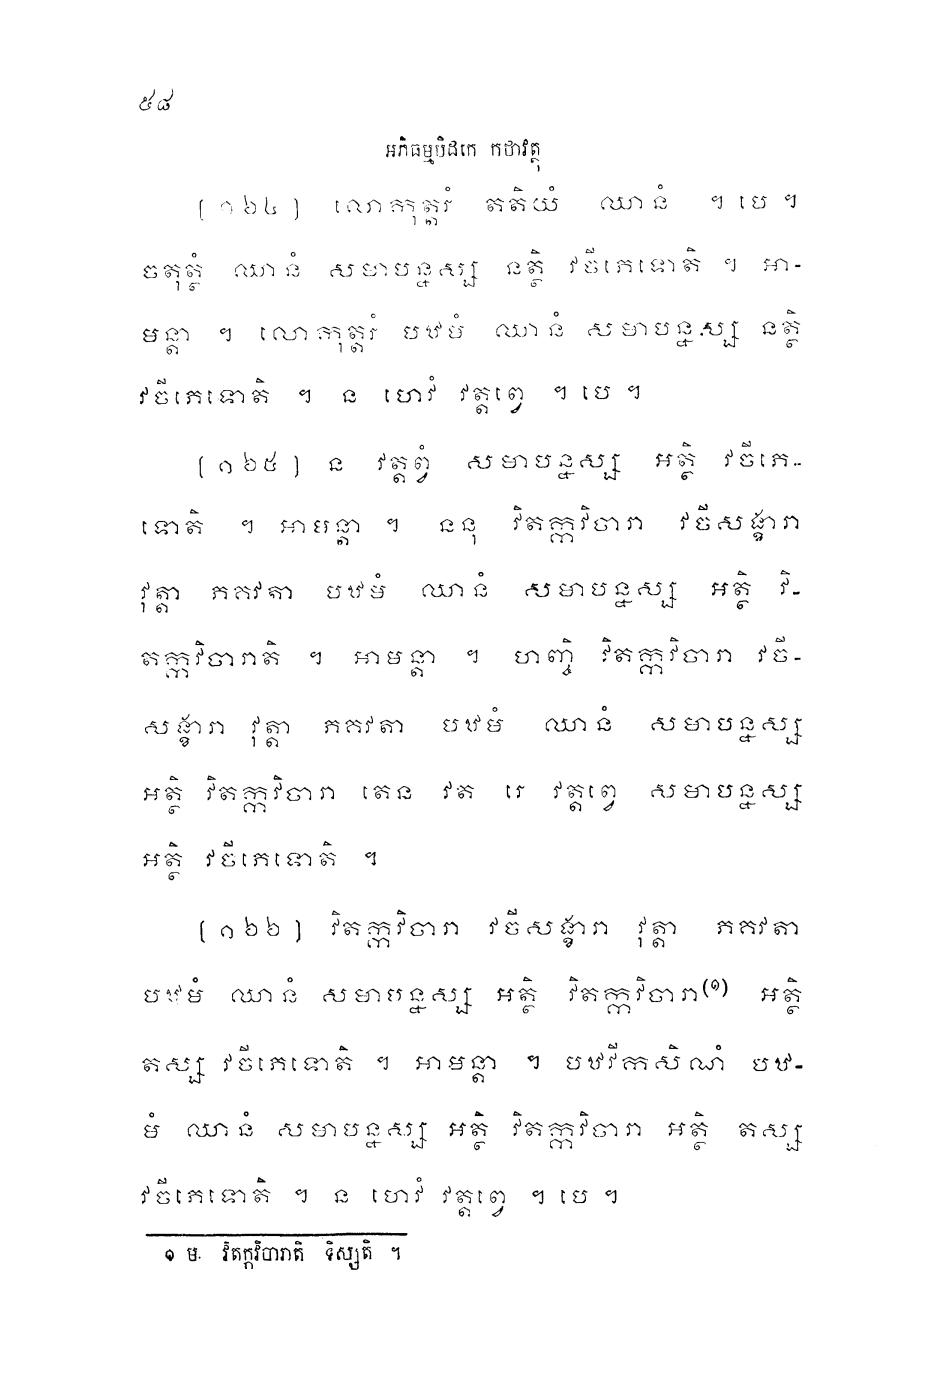 ៥៨
អភិធម្មបិដកេ កថាវត្ថុ
[១៦៤] លោកុត្តរំ តតិយំ ឈានំ ។ បេ ។
ចតុត្ថំ ឈានំ សមាបន្នស្ស នត្ថិ វចីភេទោតិ ។ អា-
មន្តា ។ លោកុត្តរំ បឋមំ ឈានំ សមាបន្នស្ស នត្ថិ
វចីភេទោតិ ។ ន ហេវំ វត្តព្វេ ។ បេ ។
[១៦៥] ន វត្តព្វំ សមាបន្នស្ស អត្ថិ វចីភេ-
ទោតិ ។ អាមន្តា ។ ននុ វិតក្កវិចារា វចីសង្ខារា
វុត្តា ភគវតា បឋមំ ឈានំ សមាបន្នស្ស អត្ថិ វិ-
តក្កវិចារាតិ ។ អាមន្តា ។ ហញ្ចិ វិតក្កវិចារា វចី-
សង្ខារា វុត្តា ភគវតា បឋមំ ឈានំ សមាបន្នស្ស
អត្ថិ វិតក្កវិចារា តេន វត រេ វត្តព្វេ សមាបន្នស្ស
អត្ថិ វចីភេទោតិ ។
[១៦៦] វិតក្កវិចារា វចីសង្ខារា វុត្តា ភគវតា
បឋមំ ឈានំ សមាបន្នស្ស អត្ថិ វិតក្កវិចារា(១) អត្ថិ
តស្ស វចីភេទោតិ ។ អាមន្តា ។ បឋវីកសិណំ បឋ-
មំ ឈានំ សមាបន្នស្ស អត្ថិ វិតក្កវិចារា អត្ថិ តស្ស
វចីភេទោតិ ។ ន ហេវំ វត្តព្វេ ។ បេ ។
១ ម. វិតក្កវិចារាតិ ទិស្សតិ ។